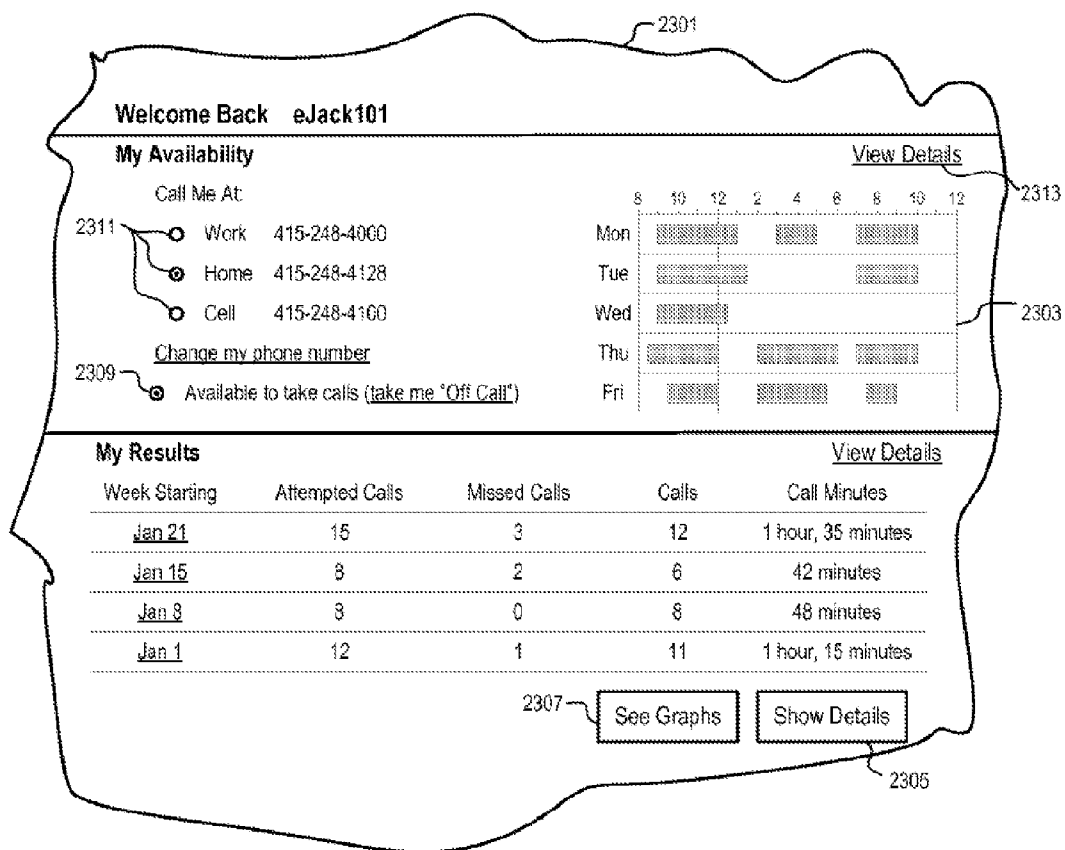 2301
Welcome Back eJack101
My Availability View Details
2313
Call Me At:
8 10 12 2 4 6 8 10 12
2311
Work 415-248-4000 Mon
Home 415-248-4128 Tue
Cell 415-248-4160 Wed
2303
Change my phone number Thu
2309
Available to take calls (take me "Off Call") Fri
My Results View Details
Week Starting Attempted Calls Missed Calls Calls Call Minutes
Jan 21 15 3 12 1 hour, 35 minutes
Jan 15 8 2 6 42 minutes
Jan 8 8 0 8 48 minutes
Jan 1 12 1 11 1 hour, 15 minutes
2307
See Graphs Show Details
2305